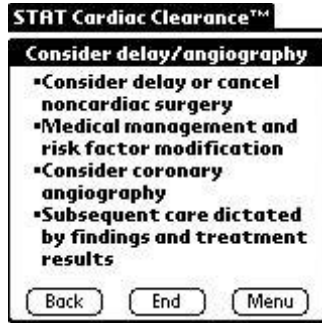 STAT Cardiac Clearance™
Consider delay/angiography
▪Consider delay or cancel
noncardiac surgery
▪Medical management and
risk factor modification
▪Consider coronary
angiography
▪Subsequent care dictated
by findings and treatment
results
Back End Menu